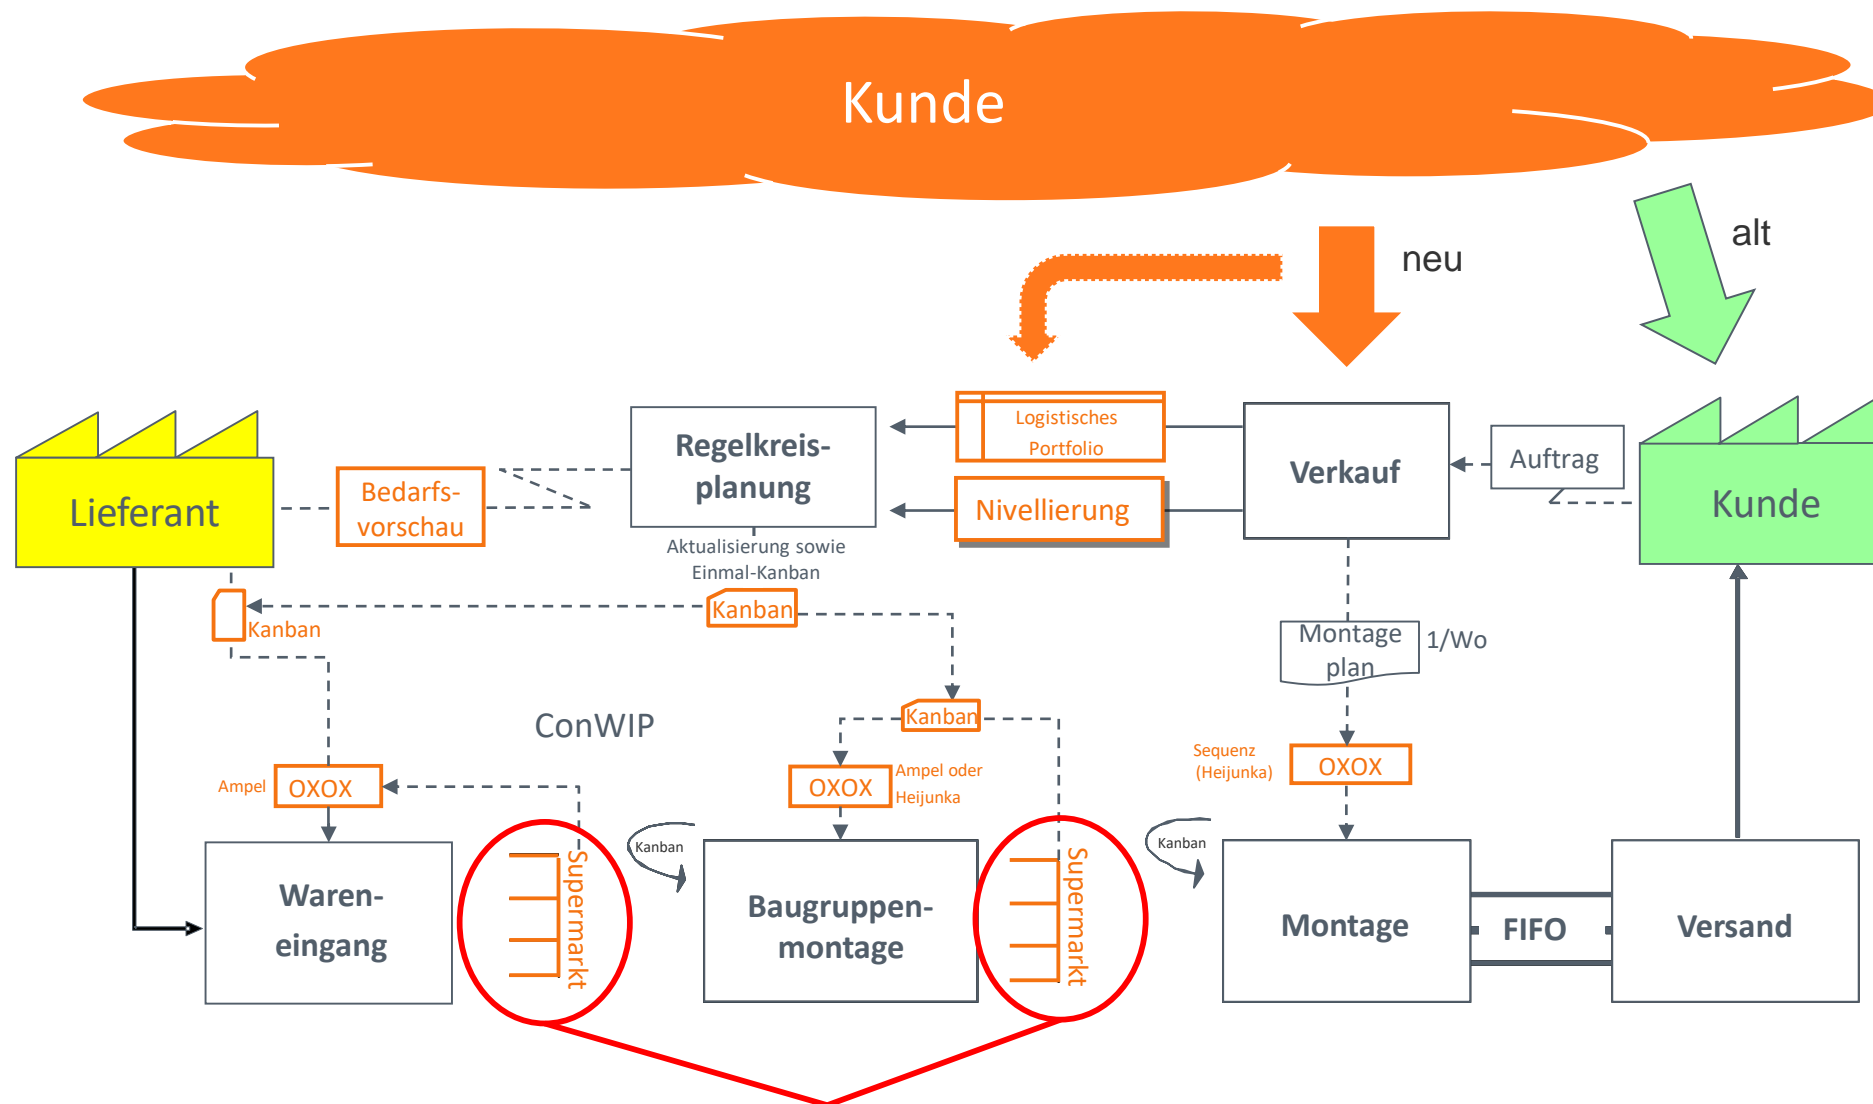 Kunde
alt
neu
Logistisches
Portfolio
Regelkreis-
planung
Verkauf
Auftrag
Bedarfs-
vorschau
Nivellierung
Lieferant
Kunde
Aktualisierung sowie
Einmal-Kanban
Kanban
Kanban
Montage
plan
1/Wo
Kanban
ConWIP
Sequenz
(Heijunka)
OXOX
Ampel
OXOX
OXOX
Ampel oder
Heijunka
Kanban
Kanban
Supermarkt
Supermarkt
Waren-
eingang
Baugruppen-
montage
Montage
FIFO
Versand